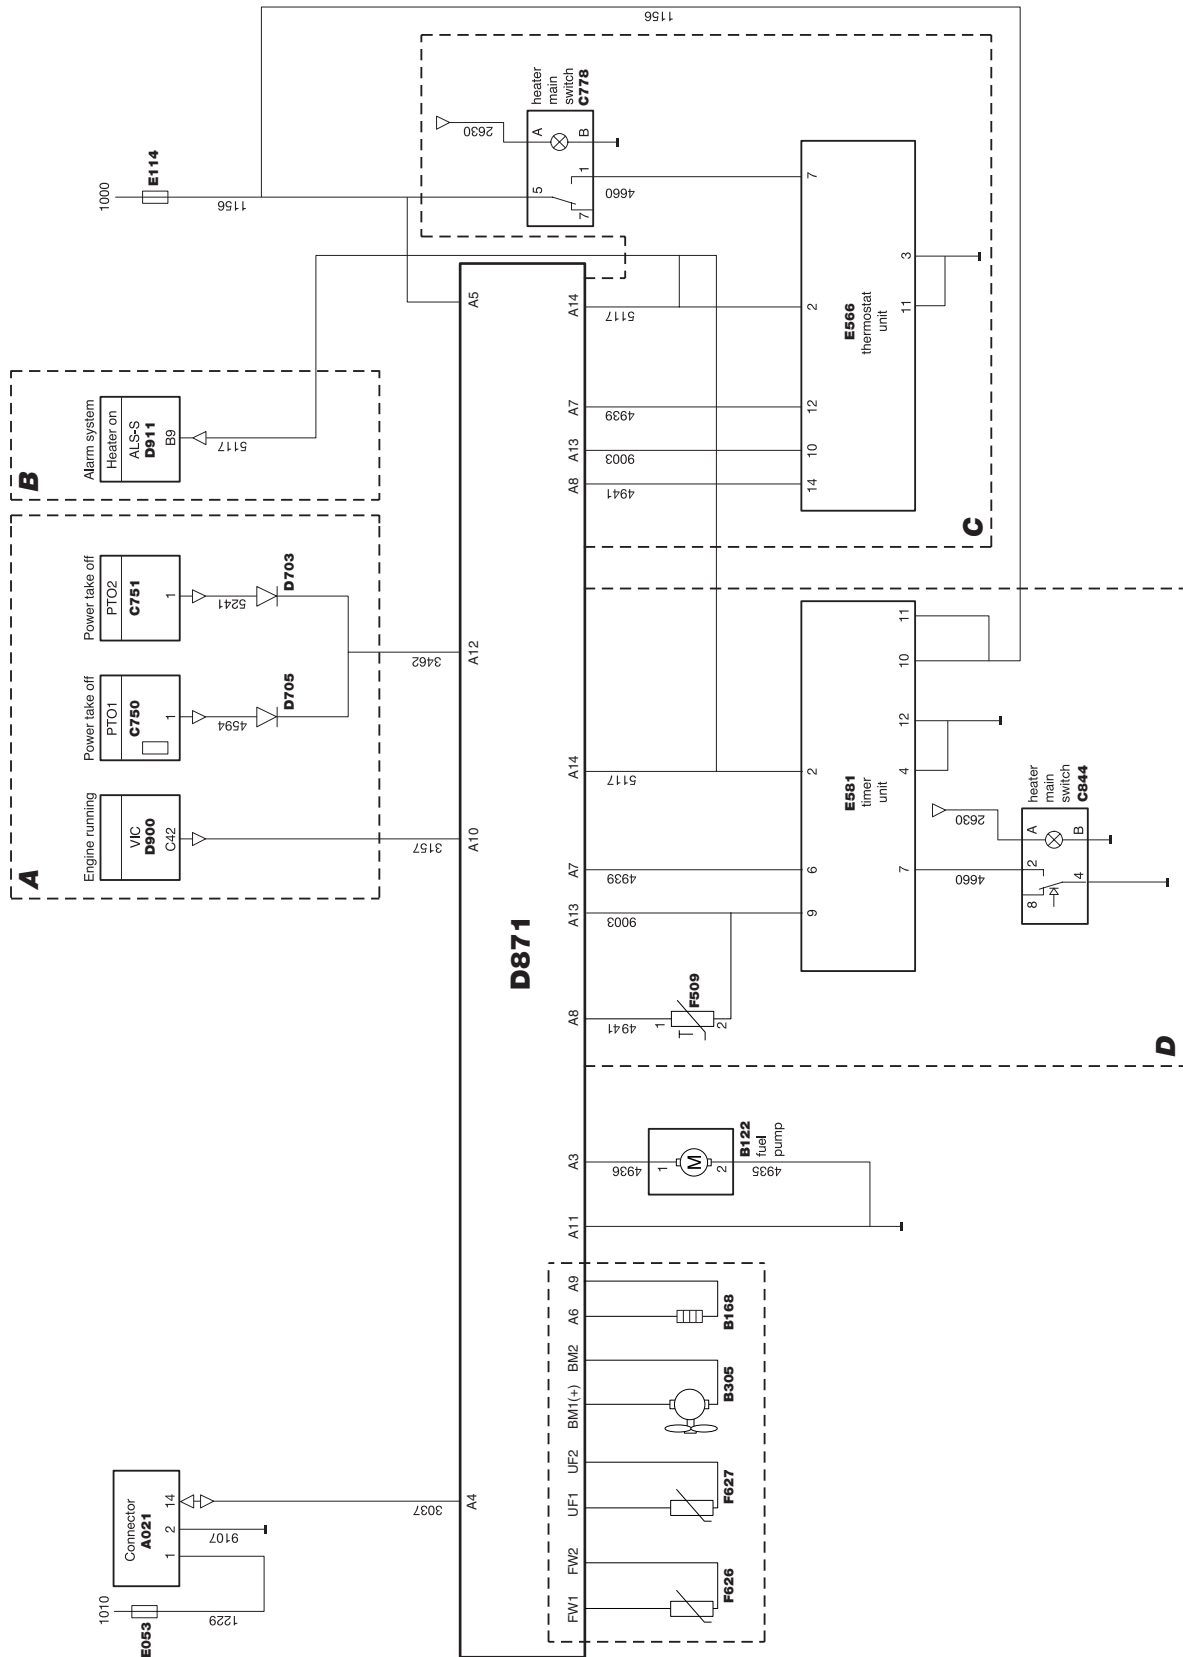 1156
1000
E114
1156
2630
A
B
5
1
7
heater
main
switch
C778
4660
B
Alarm system
Heater on
ALS-S
D911
B9
5117
A5
A14
5117
A7
4939
A13
9003
A8
4941
7
2
12
10
14
3
11
E566
thermostat
unit
C
A
Power take off
PTO2
C751
1
5241
D703
Power take off
PTO1
C750
1
4594
D705
3462
A12
Engine running
VIC
D900
C42
3157
A10
D871
A14
5117
A7
4939
A13
9003
A8
4941
1
2
F509
2
6
9
E581
timer
unit
11
10
12
4
7
2630
4660
A
B
2
8
4
heater
main
switch
C844
D
A3
4936
1
M
2
4935
B122
fuel
pump
A11
A9
A6
B168
BM2
BM1(+)
B305
UF2
UF1
F627
FW2
FW1
F626
Connector
A021
14
2
1
9107
3037
A4
1010
E053
1229